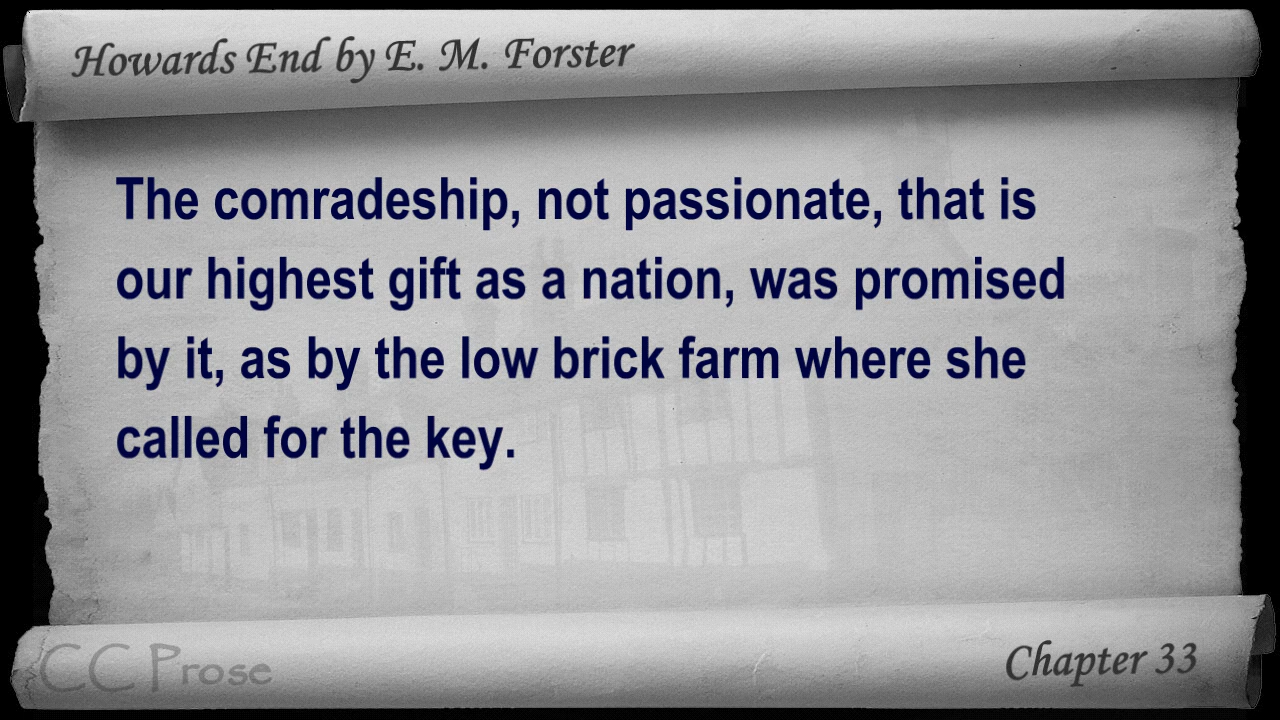 Howards End by E. M. Forster
The comradeship, not passionate, that is
our highest gift as a nation, was promised
by it, as by the low brick farm where she
called for the key.
CC Prose
Chapter 33